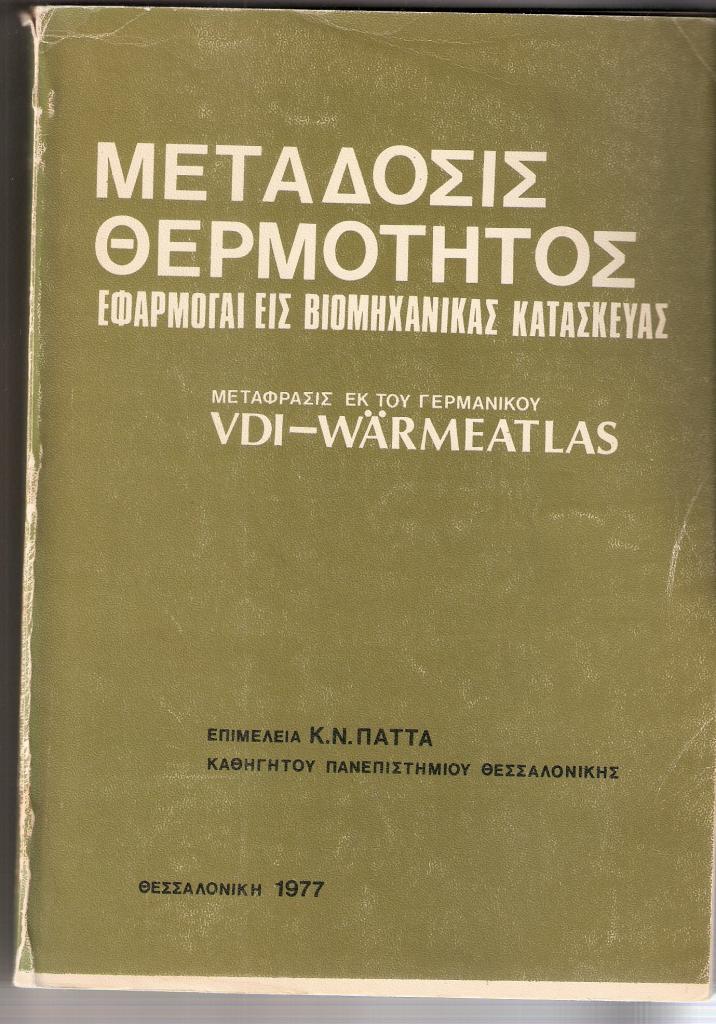 ΜΕΤΑΔΟΣΙΣ
ΘΕΡΜΟΤΗΤΟΣ
ΕΦΑΡΜΟΓΑΙ ΕΙΣ ΒΙΟΜΗΧΑΝΙΚΑΣ ΚΑΤΑΣΚΕΥΑΣ
ΜΕΤΑΦΡΑΣΙΣ ΕΚ ΤΟΥ ΓΕΡΜΑΝΙΚΟΥ
VDI–WÄRMEATLAS
ΕΠΙΜΕΛΕΙΑ Κ.Ν.ΠΑΤΤΑ
ΚΑΘΗΓΗΤΟΥ ΠΑΝΕΠΙΣΤΗΜΙΟΥ ΘΕΣΣΑΛΟΝΙΚΗΣ
ΘΕΣΣΑΛΟΝΙΚΗ 1977